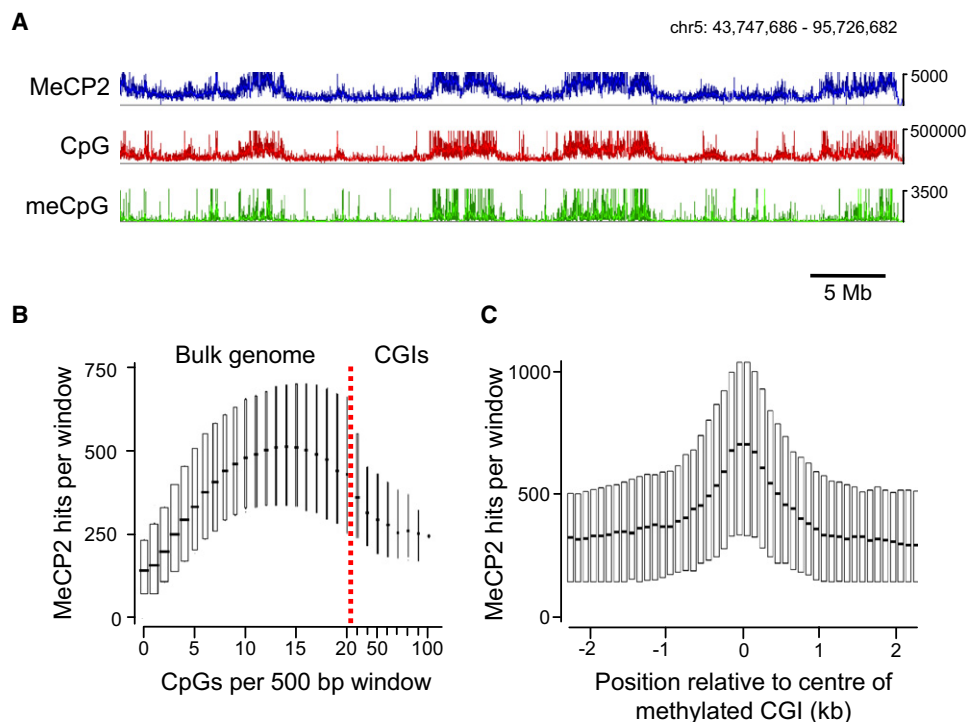 A
chr5: 43,747,686 - 95,726,682
MeCP2
5000
CpG
500000
meCpG
3500
5 Mb
B
Bulk genome
CGIs
MeCP2 hits per window
750
500
250
0
0 5 10 15 20 50 100
CpGs per 500 bp window
C
MeCP2 hits per window
1000
500
0
-2 -1 0 1 2
Position relative to centre of
methylated CGI (kb)